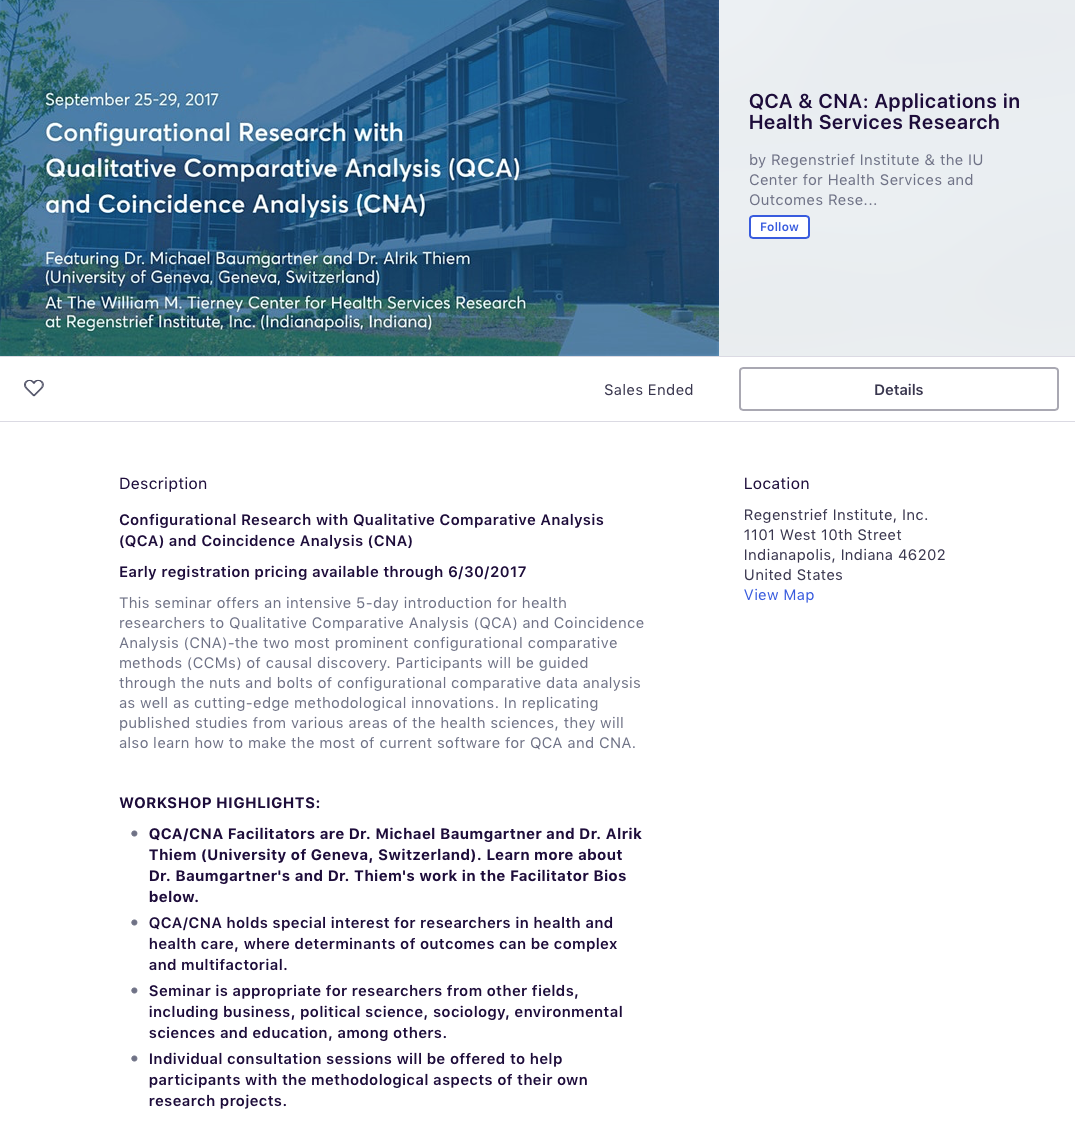 September 25-29, 2017
Configurational Research with
Qualitative Comparative Analysis (QCA)
and Coincidence Analysis (CNA)
Featuring Dr. Michael Baumgartner and Dr. Alrik Thiem
(University of Geneva, Geneva, Switzerland)
At The William M. Tierney Center for Health Services Research
at Regenstrief Institute, Inc. (Indianapolis, Indiana)
QCA & CNA: Applications in
Health Services Research
by Regenstrief Institute & the IU
Center for Health Services and
Outcomes Rese...
Follow
Sales Ended
Details
Description
Configurational Research with Qualitative Comparative Analysis
(QCA) and Coincidence Analysis (CNA)
Early registration pricing available through 6/30/2017
This seminar offers an intensive 5-day introduction for health
researchers to Qualitative Comparative Analysis (QCA) and Coincidence
Analysis (CNA)-the two most prominent configurational comparative
methods (CCMs) of causal discovery. Participants will be guided
through the nuts and bolts of configurational comparative data analysis
as well as cutting-edge methodological innovations. In replicating
published studies from various areas of the health sciences, they will
also learn how to make the most of current software for QCA and CNA.
WORKSHOP HIGHLIGHTS:
• QCA/CNA Facilitators are Dr. Michael Baumgartner and Dr. Alrik
Thiem (University of Geneva, Switzerland). Learn more about
Dr. Baumgartner's and Dr. Thiem's work in the Facilitator Bios
below.
• QCA/CNA holds special interest for researchers in health and
health care, where determinants of outcomes can be complex
and multifactorial.
• Seminar is appropriate for researchers from other fields,
including business, political science, sociology, environmental
sciences and education, among others.
• Individual consultation sessions will be offered to help
participants with the methodological aspects of their own
research projects.
Location
Regenstrief Institute, Inc.
1101 West 10th Street
Indianapolis, Indiana 46202
United States
View Map